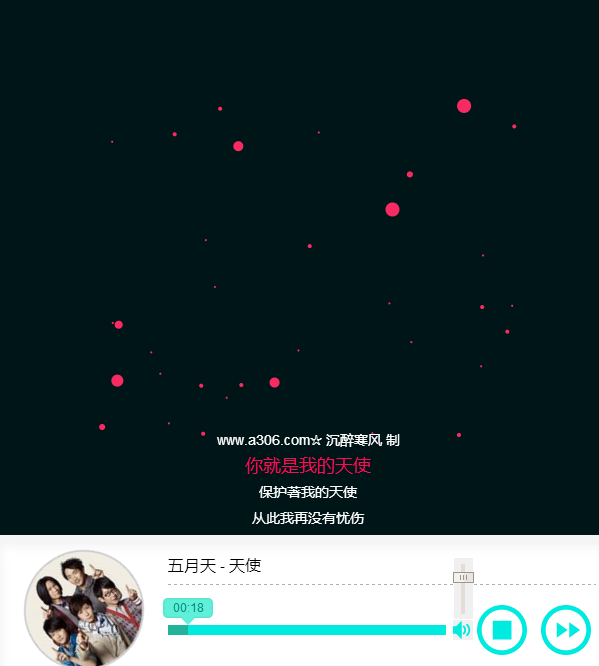 www.a306.com☆ 沉醉寒风 制
你就是我的天使
保护著我的天使
从此我再没有忧伤
五月天 - 天使
00:18